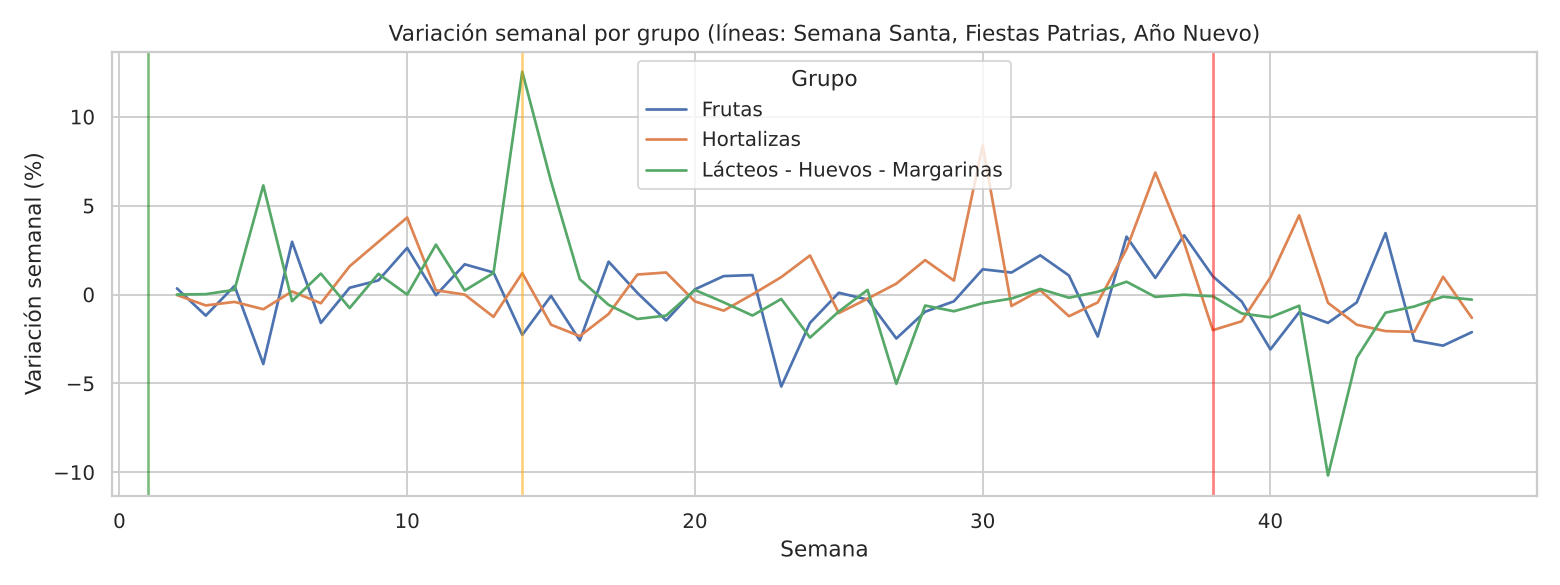 Variación semanal por grupo (líneas: Semana Santa, Fiestas Patrias, Año Nuevo)
Variación semanal (%)
10
5
0
−5
−10
Grupo
Frutas
Hortalizas
Lácteos - Huevos - Margarinas
0 10 20 30 40
Semana